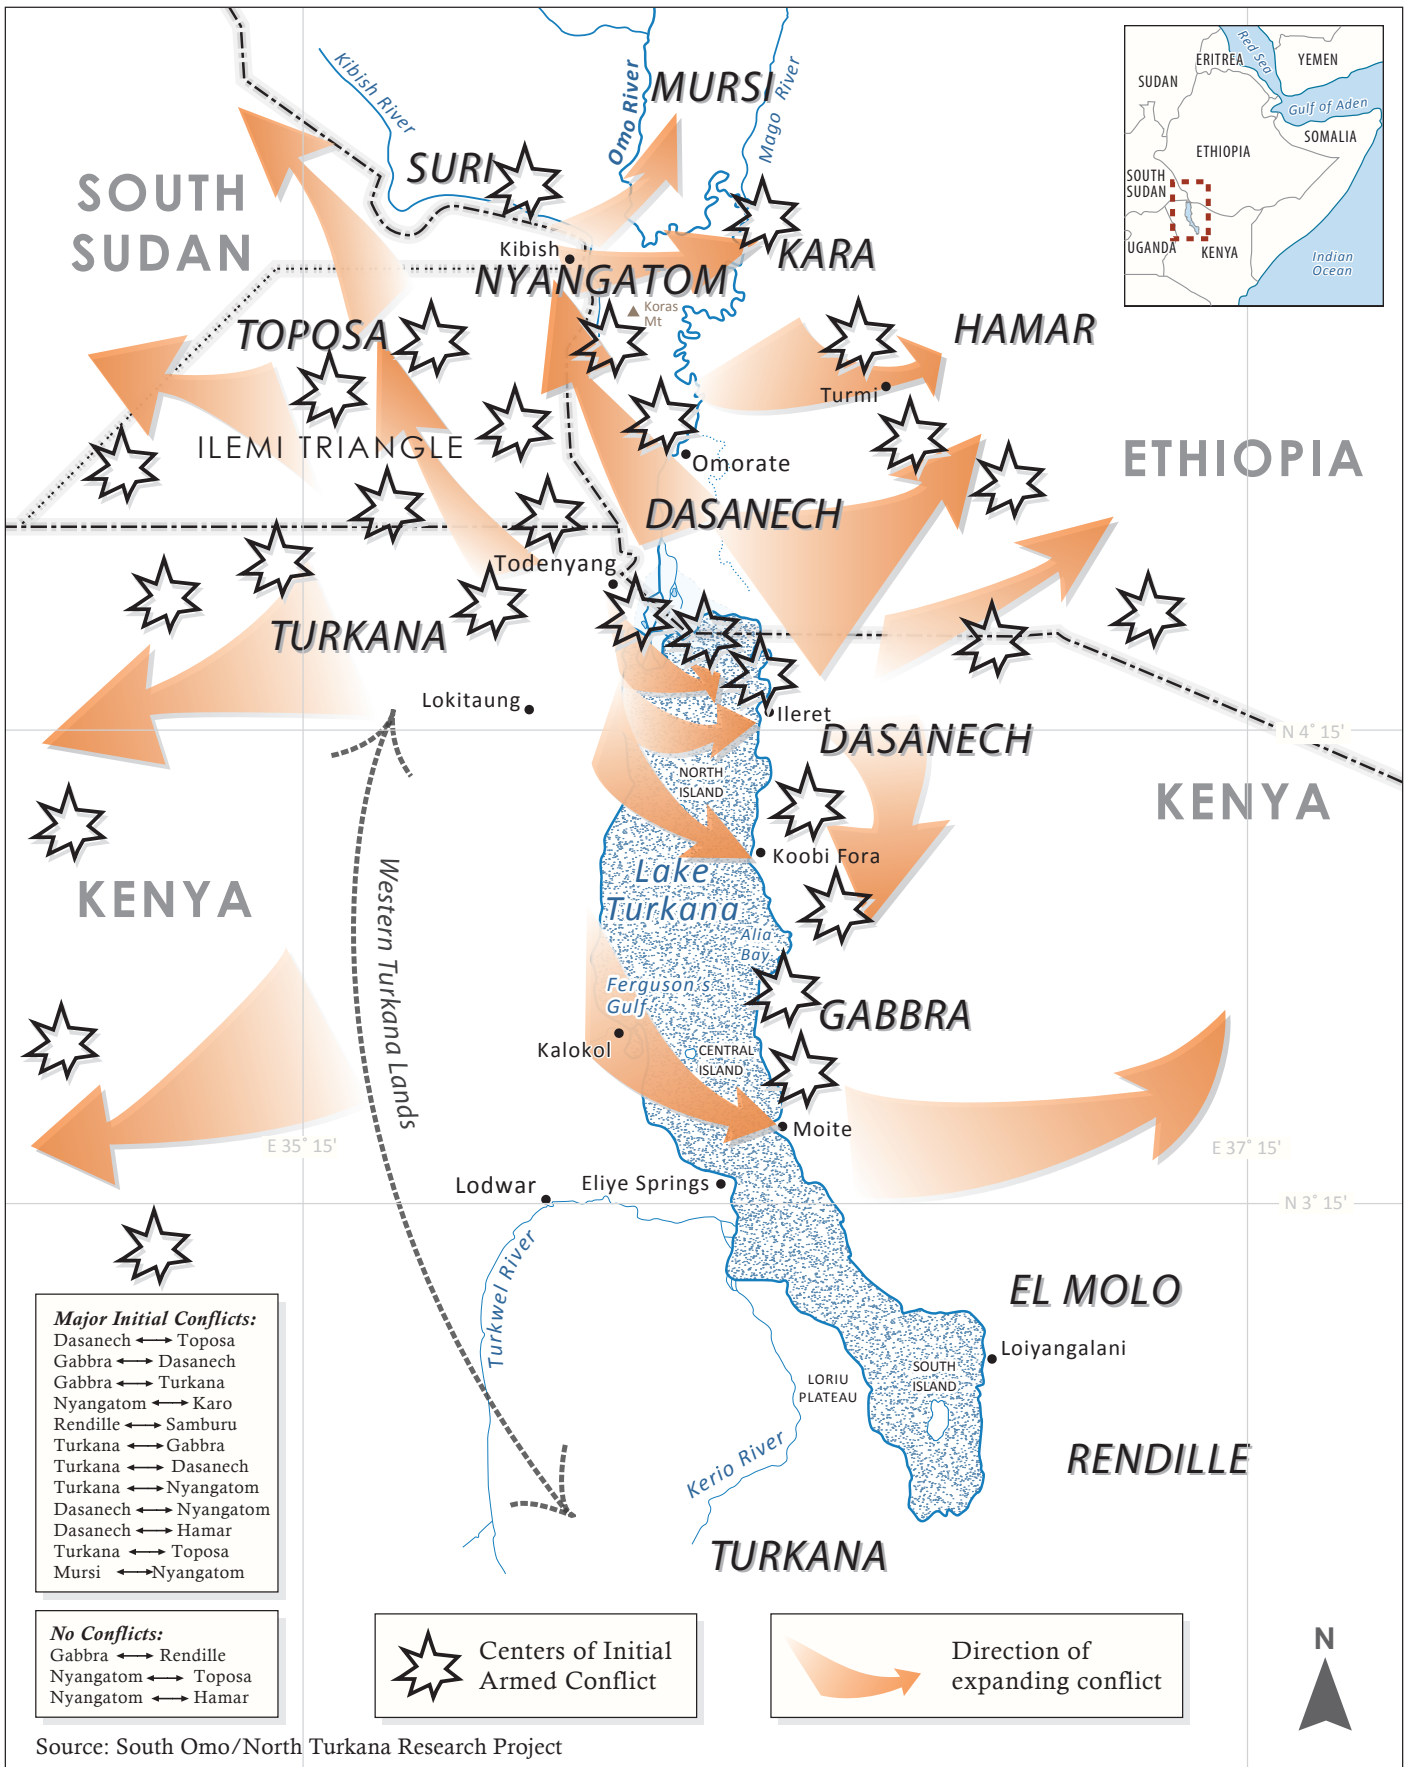 Kibish River
Omo River
MURSI
Mago River
SURI
SOUTH
SUDAN
Kibish
NYANGATOM
KARA
Koras
Mt
TOPOSA
HAMAR
Turmi
ILEMI TRIANGLE
Omorate
ETHIOPIA
DASANECH
Todenyang
TURKANA
Lokitaung
Ileret
DASANECH
N 4° 15'
NORTH
ISLAND
KENYA
Koobi Fora
KENYA
Lake
Turkana
Western Turkana Lands
Alia
Bay
Ferguson's
Gulf
GABBRA
Kalokol
CENTRAL
ISLAND
Moite
E 35° 15'
E 37° 15'
Lodwar
Eliye Springs
N 3° 15'
Turkwel River
EL MOLO
Loiyangalani
SOUTH
ISLAND
LORIU
PLATEAU
Kerio River
RENDILLE
TURKANA
ERITREA
Red Sea
YEMEN
SUDAN
Gulf of Aden
SOMALIA
ETHIOPIA
SOUTH
SUDAN
UGANDA
KENYA
Indian
Ocean
Major Initial Conflicts:
Dasanech ⟷ Toposa
Gabbra ⟷ Dasanech
Gabbra ⟷ Turkana
Nyangatom ⟷ Karo
Rendille ⟷ Samburu
Turkana ⟷ Gabbra
Turkana ⟷ Dasanech
Turkana ⟷ Nyangatom
Dasanech ⟷ Nyangatom
Dasanech ⟷ Hamar
Turkana ⟷ Toposa
Mursi ⟷ Nyangatom
No Conflicts:
Gabbra ⟷ Rendille
Nyangatom ⟷ Toposa
Nyangatom ⟷ Hamar
Centers of Initial
Armed Conflict
Direction of
expanding conflict
N
Source: South Omo/North Turkana Research Project